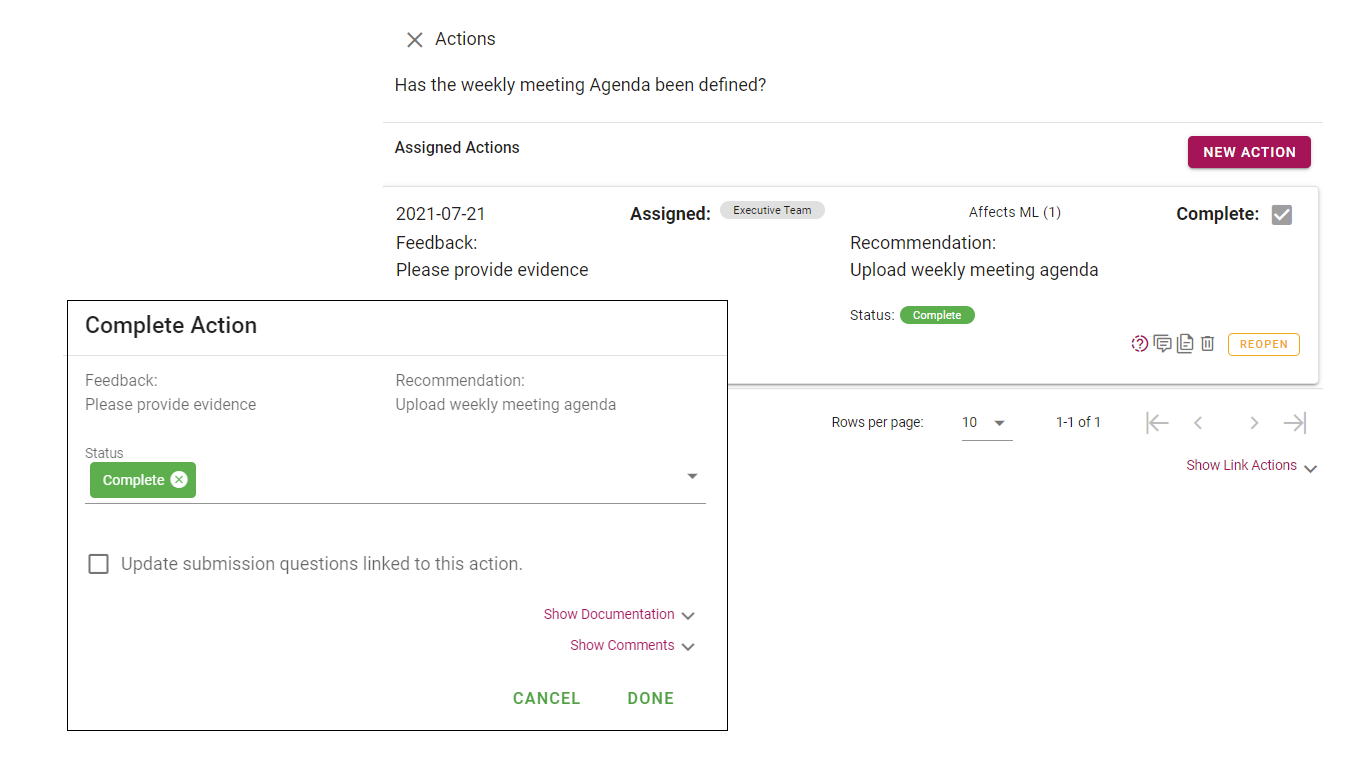 Actions
Has the weekly meeting Agenda been defined?
Assigned Actions
NEW ACTION
2021-07-21
Assigned: Executive Team
Affects ML (1)
Complete:
Feedback:
Please provide evidence
Recommendation:
Upload weekly meeting agenda
Status: Complete
REOPEN
Rows per page: 10 1-1 of 1
Show Link Actions
Complete Action
Feedback:
Please provide evidence
Recommendation:
Upload weekly meeting agenda
Status
Complete
Update submission questions linked to this action.
Show Documentation
Show Comments
CANCEL DONE